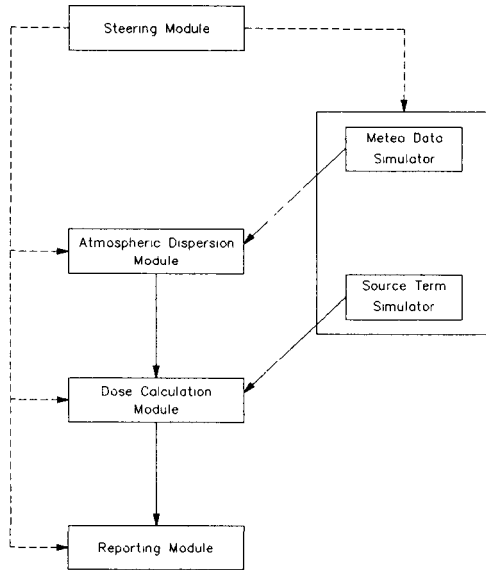 Steering Module
Meteo Data
Simulator
Atmospheric Dispersion
Module
Source Term
Simulator
Dose Calculation
Module
Reporting Module